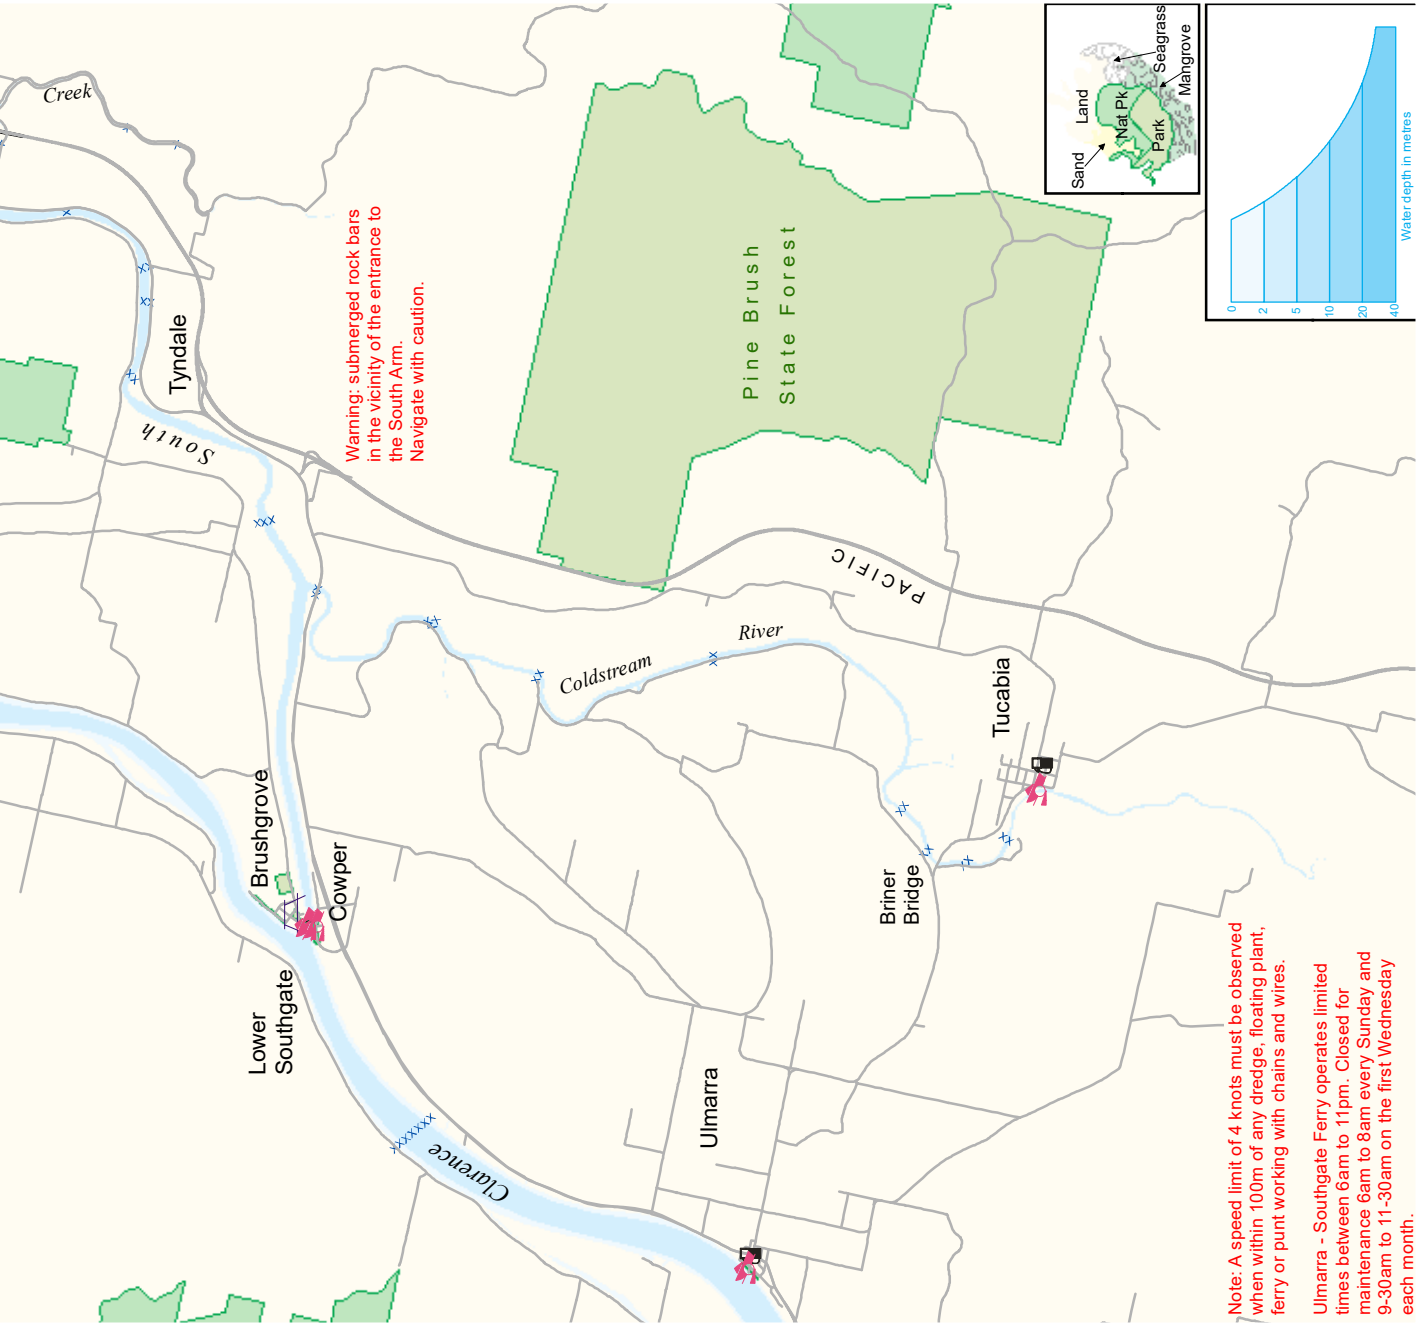 Creek
Tyndale
South
Warning: submerged rock bars
in the vicinity of the entrance to
the South Arm.
Navigate with caution.
Pine Brush
State Forest
Sand
Land
Nat Pk
Park
Seagrass
Mangrove
0
2
5
10
20
40
Water depth in metres
PACIFIC
Coldstream
River
Tucabia
Brushgrove
Cowper
Briner
Bridge
Lower
Southgate
Clarence
Ulmarra
Note: A speed limit of 4 knots must be observed
when within 100m of any dredge, floating plant,
ferry or punt working with chains and wires.
Ulmarra - Southgate Ferry operates limited
times between 6am to 11pm. Closed for
maintenance 6am to 8am every Sunday and
9-30am to 11-30am on the first Wednesday
each month.